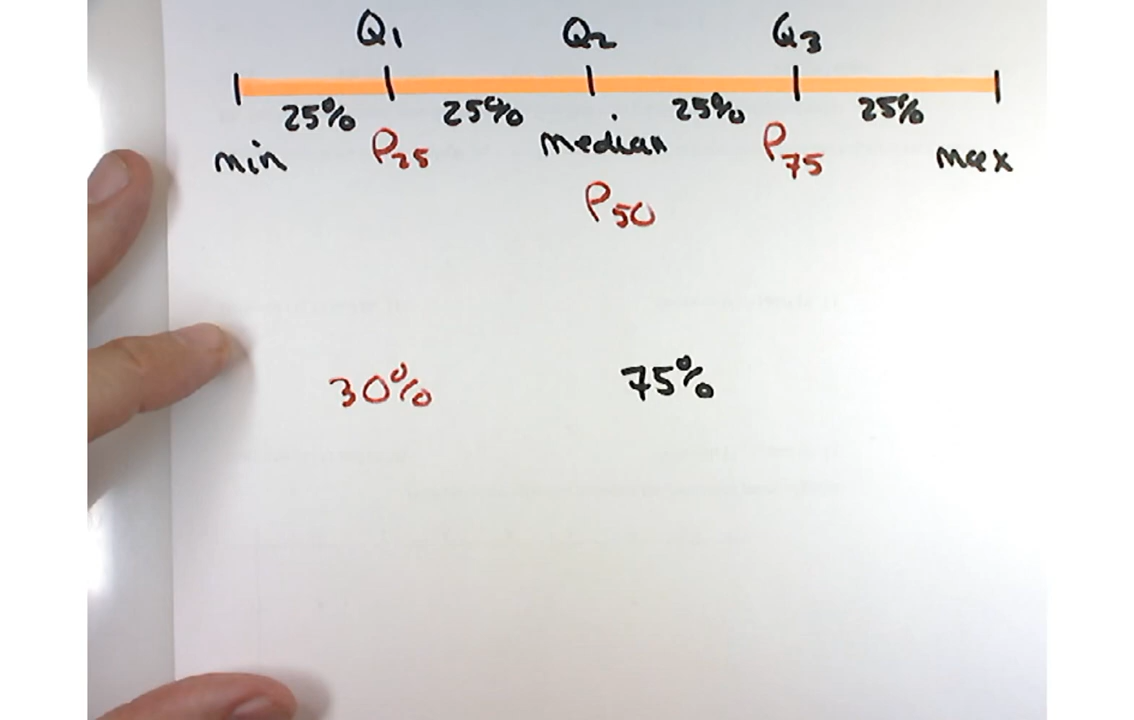 Q1 Q2 Q3
25% 25% 25% 25%
min P25 median P75 max
P50
30% 75%